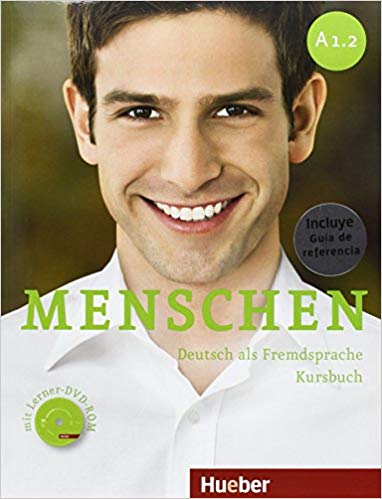 A1.2
Incluye
Guía de
referencia
MENSCHEN
Deutsch als Fremdsprache
Kursbuch
mit Lerner-DVD-ROM
Hueber